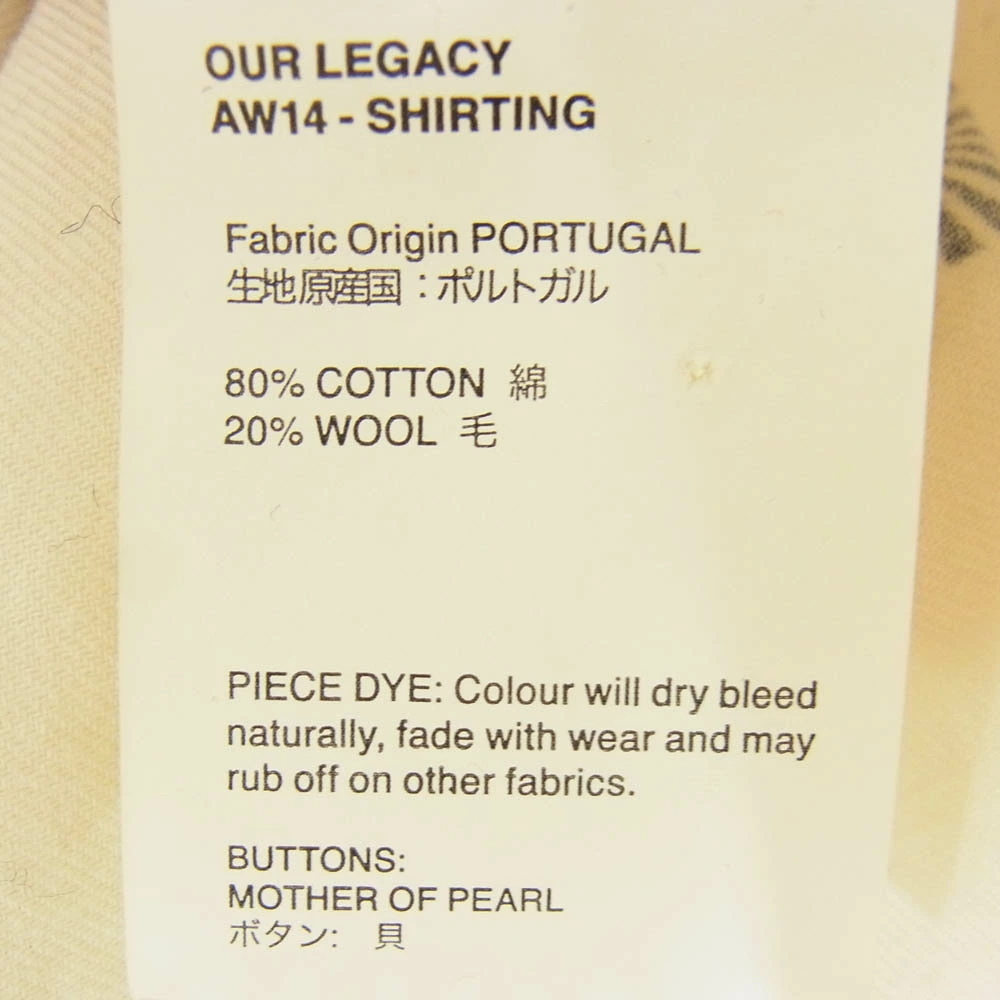 OUR LEGACY
AW14 - SHIRTING
Fabric Origin PORTUGAL
生地原産国：ポルトガル
80% COTTON 綿
20% WOOL 毛
PIECE DYE: Colour will dry bleed
naturally, fade with wear and may
rub off on other fabrics.
BUTTONS:
MOTHER OF PEARL
ボタン: 貝